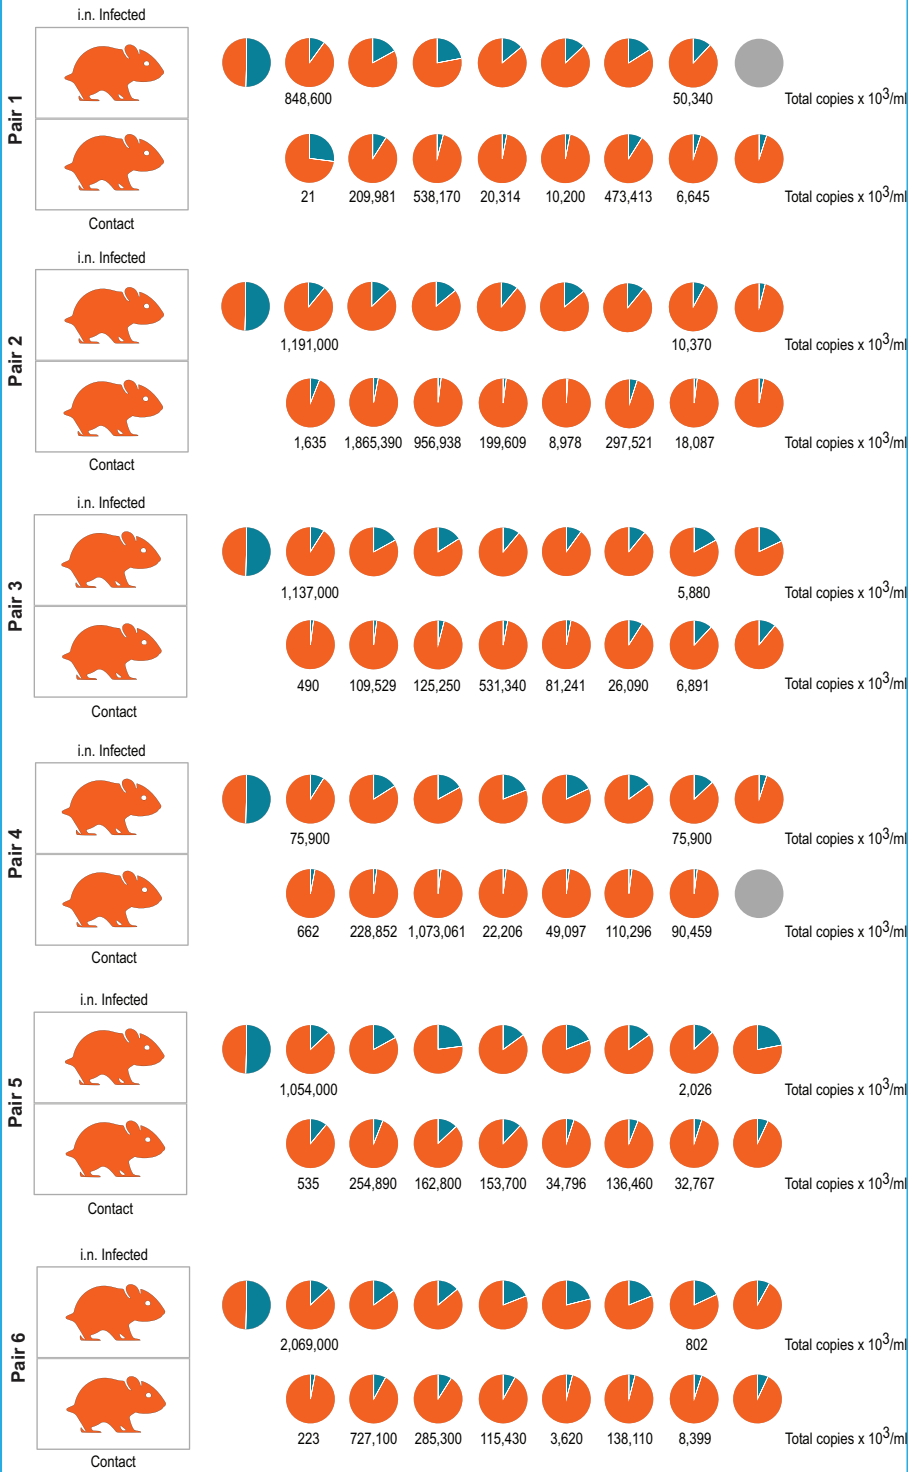 i.n. Infected
Pair 1
848,600 50,340 Total copies x 10³/ml
21 209,981 538,170 20,314 10,200 473,413 6,645 Total copies x 10³/ml
Contact
i.n. Infected
Pair 2
1,191,000 10,370 Total copies x 10³/ml
1,635 1,865,390 956,938 199,609 8,978 297,521 18,087 Total copies x 10³/ml
Contact
i.n. Infected
Pair 3
1,137,000 5,880 Total copies x 10³/ml
490 109,529 125,250 531,340 81,241 26,090 6,891 Total copies x 10³/ml
Contact
i.n. Infected
Pair 4
75,900 75,900 Total copies x 10³/ml
662 228,852 1,073,061 22,206 49,097 110,296 90,459 Total copies x 10³/ml
Contact
i.n. Infected
Pair 5
1,054,000 2,026 Total copies x 10³/ml
535 254,890 162,800 153,700 34,796 136,460 32,767 Total copies x 10³/ml
Contact
i.n. Infected
Pair 6
2,069,000 802 Total copies x 10³/ml
223 727,100 285,300 115,430 3,620 138,110 8,399 Total copies x 10³/ml
Contact